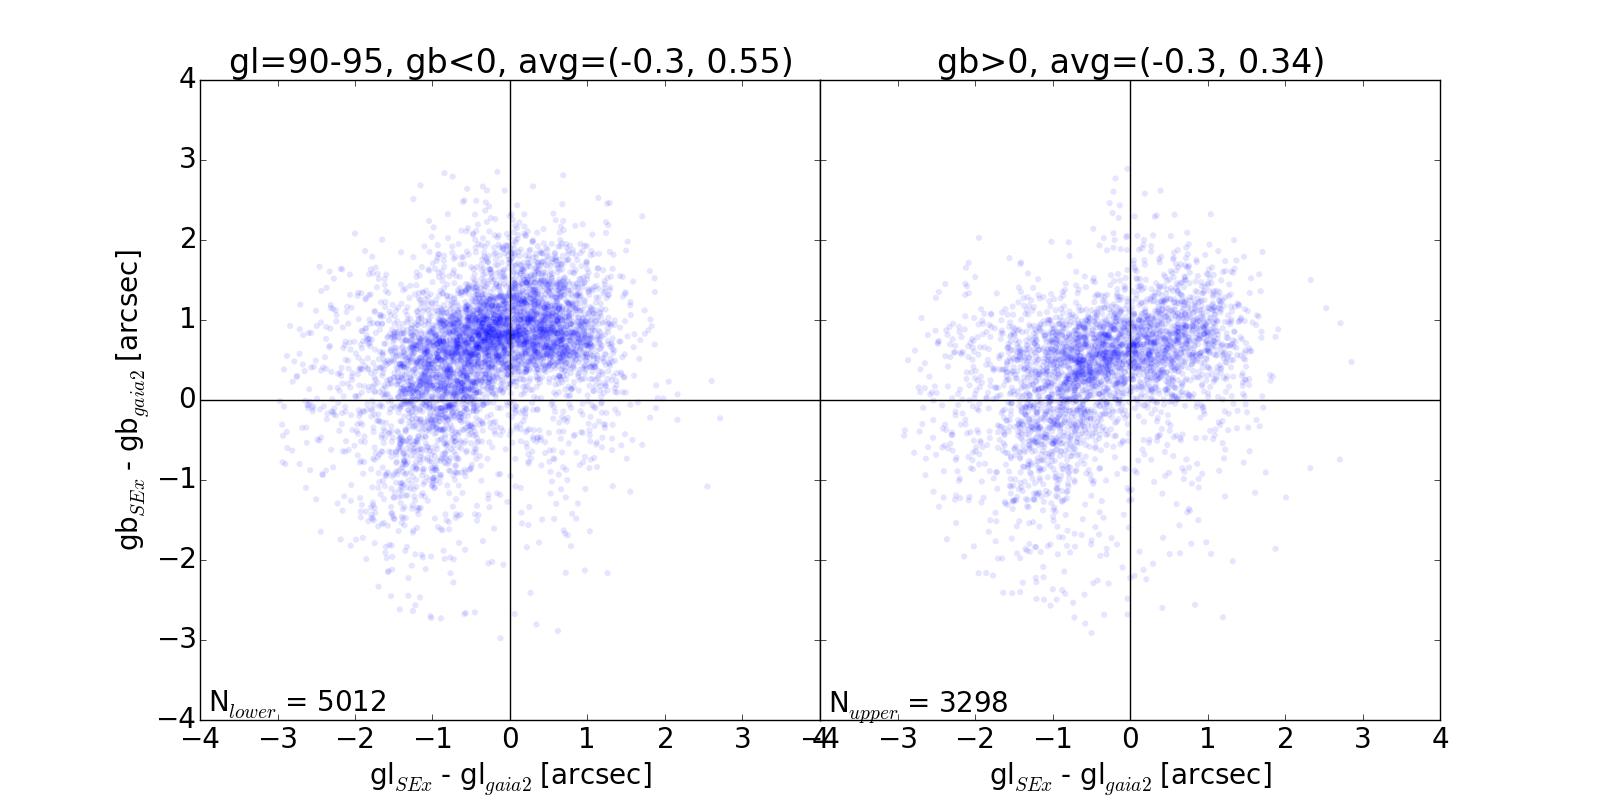 gl=90-95, gb<0, avg=(-0.3, 0.55)
gb>0, avg=(-0.3, 0.34)
4
3
2
1
0
−1
−2
−3
−4
gb_SEx - gb_gaia2 [arcsec]
N_lower = 5012
N_upper = 3298
−4 −3 −2 −1 0 1 2 3 4
−4 −3 −2 −1 0 1 2 3 4
gl_SEx - gl_gaia2 [arcsec]
gl_SEx - gl_gaia2 [arcsec]